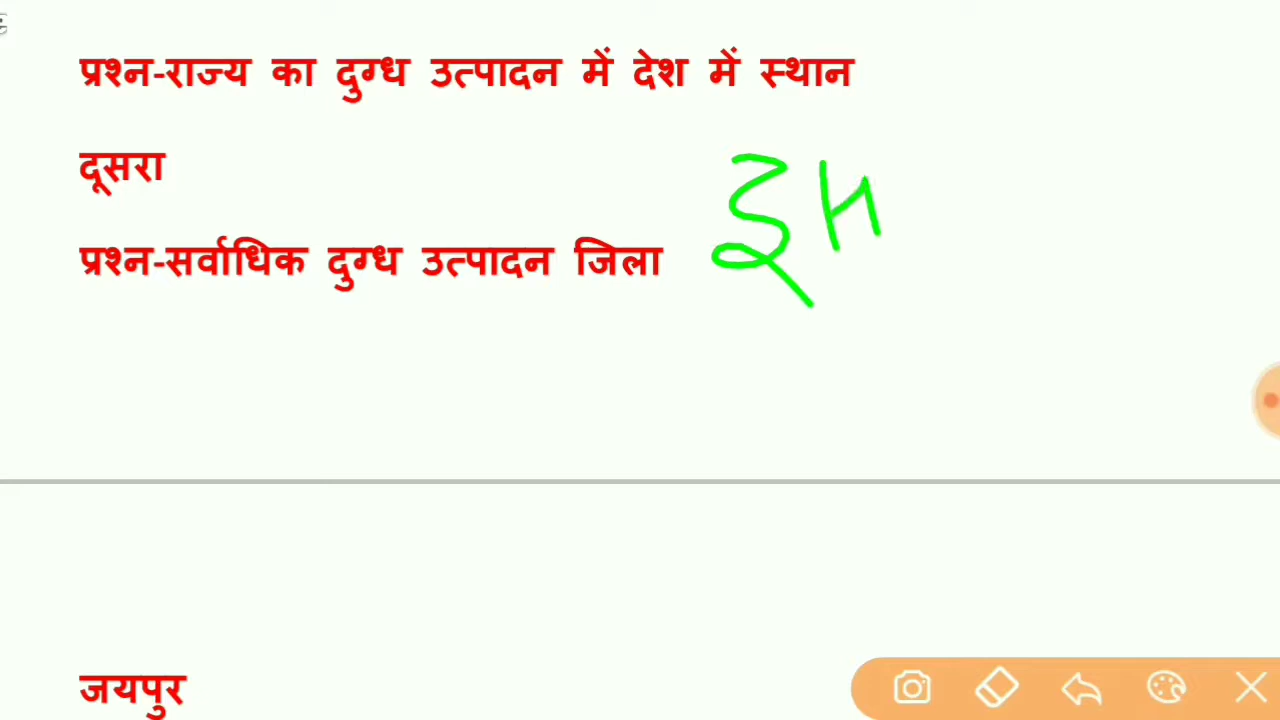 प्रश्न-राज्य का दुग्ध उत्पादन में देश में स्थान
दूसरा
प्रश्न-सर्वाधिक दुग्ध उत्पादन जिला
जयपुर